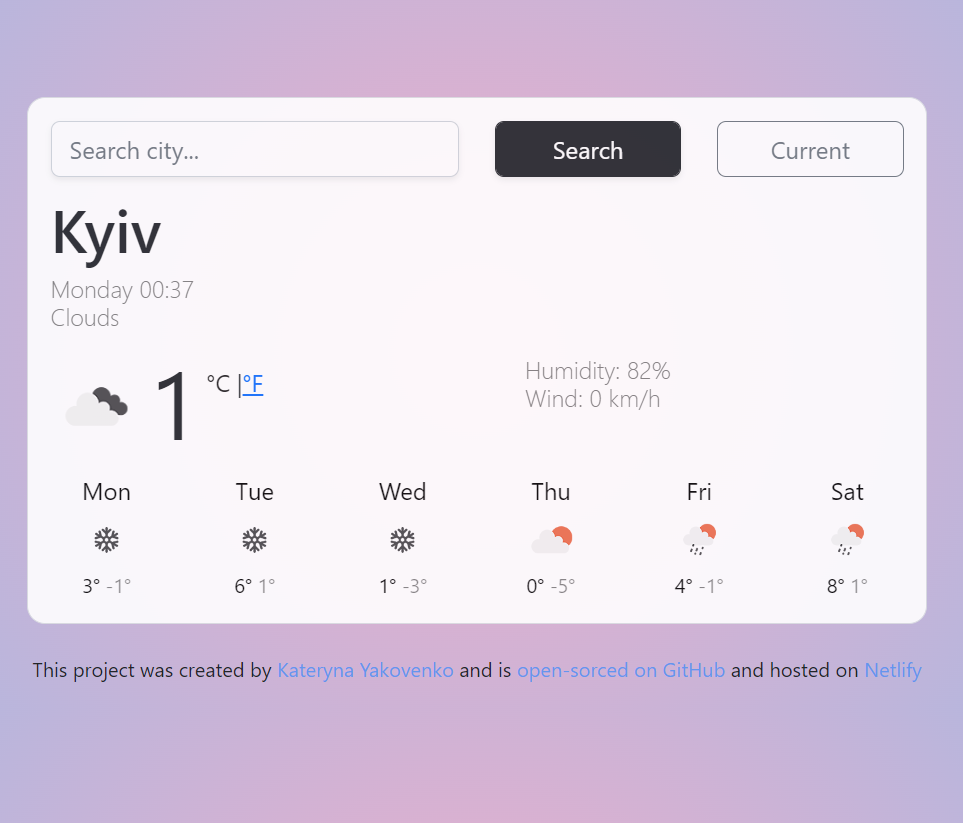 Search city...
Search
Current
Kyiv
Monday 00:37
Clouds
1 °C |°F
Humidity: 82%
Wind: 0 km/h
Mon Tue Wed Thu Fri Sat
3° -1° 6° 1° 1° -3° 0° -5° 4° -1° 8° 1°
This project was created by Kateryna Yakovenko and is open-sorced on GitHub and hosted on Netlify